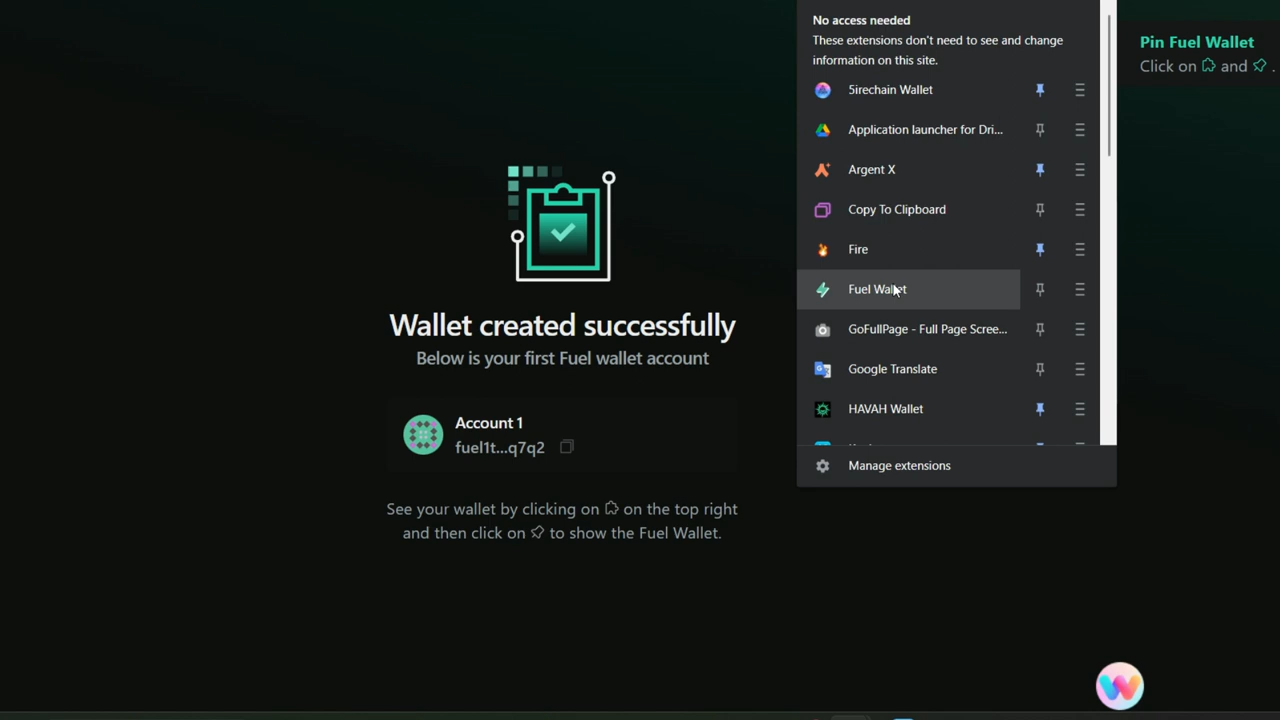 No access needed
These extensions don't need to see and change
information on this site.
5irechain Wallet
Application launcher for Dri...
Argent X
Copy To Clipboard
Fire
Fuel Wallet
GoFullPage - Full Page Scree...
Google Translate
HAVAH Wallet
Manage extensions
Pin Fuel Wallet
Click on and .
Wallet created successfully
Below is your first Fuel wallet account
Account 1
fuel1t...q7q2
See your wallet by clicking on on the top right
and then click on to show the Fuel Wallet.